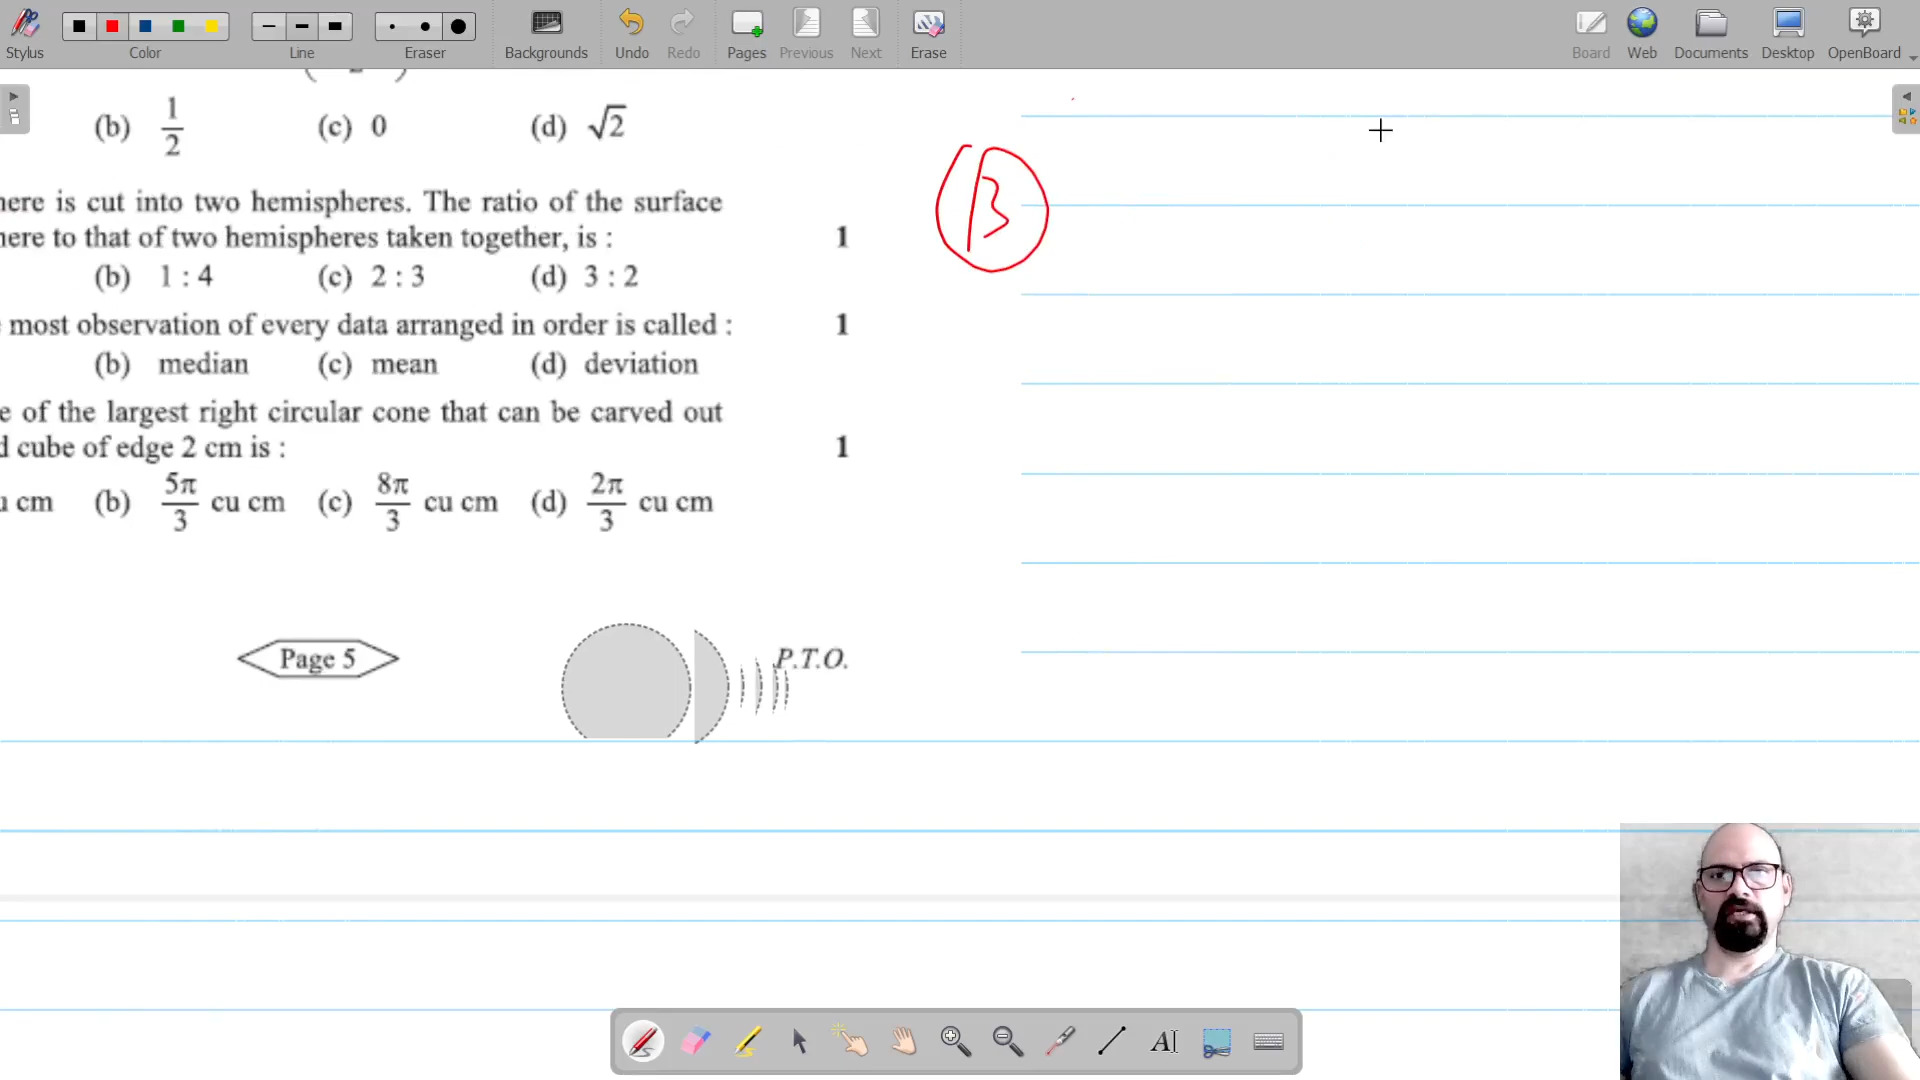 Stylus Color Line Eraser Backgrounds Undo Redo Pages Previous Next Erase Board Web Documents Desktop OpenBoard
(b) 1/2 (c) 0 (d) √2
here is cut into two hemispheres. The ratio of the surface
here to that of two hemispheres taken together, is : 1
(b) 1 : 4 (c) 2 : 3 (d) 3 : 2
most observation of every data arranged in order is called : 1
(b) median (c) mean (d) deviation
e of the largest right circular cone that can be carved out
d cube of edge 2 cm is : 1
u cm (b) 5π/3 cu cm (c) 8π/3 cu cm (d) 2π/3 cu cm
Page 5 P.T.O.
13